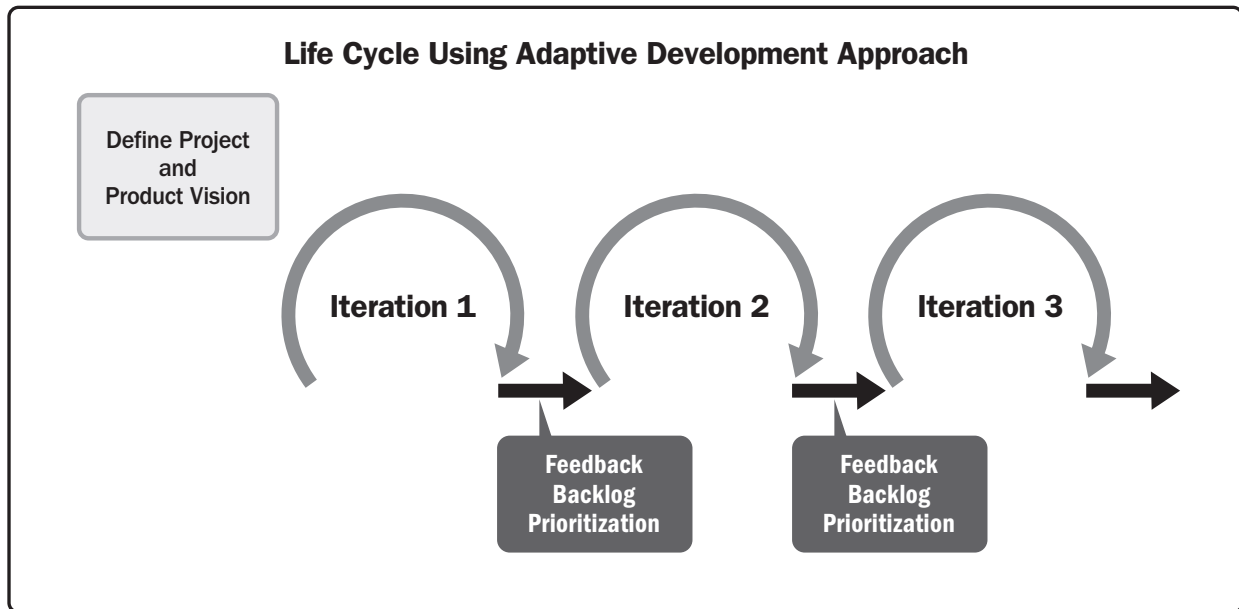 Life Cycle Using Adaptive Development Approach
Define Project
and
Product Vision
Iteration 1
Iteration 2
Iteration 3
Feedback
Backlog
Prioritization
Feedback
Backlog
Prioritization